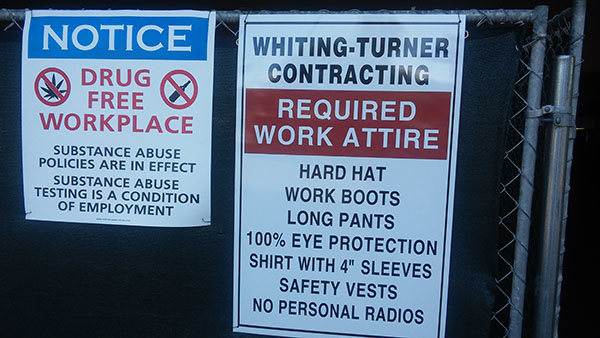 NOTICE
DRUG
FREE
WORKPLACE
SUBSTANCE ABUSE
POLICIES ARE IN EFFECT
SUBSTANCE ABUSE
TESTING IS A CONDITION
OF EMPLOYMENT
WHITING-TURNER
CONTRACTING
REQUIRED
WORK ATTIRE
HARD HAT
WORK BOOTS
LONG PANTS
100% EYE PROTECTION
SHIRT WITH 4" SLEEVES
SAFETY VESTS
NO PERSONAL RADIOS